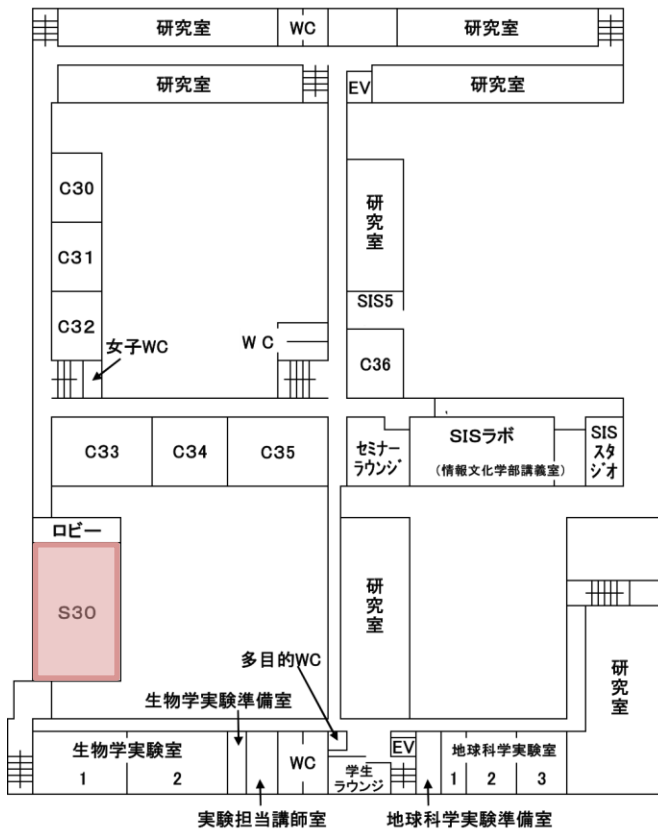 研究室
WC
研究室
研究室
EV
研究室
C30
C31
C32
研究室
SIS5
女子WC
WC
C36
C33
C34
C35
セミナー
ラウンジ
SISラボ
(情報文化学部講義室)
SIS
スタ
ジオ
ロビー
S30
研究室
多目的WC
研究室
生物学実験準備室
生物学実験室
1
2
WC
学生
ラウンジ
EV
地球科学実験室
1
2
3
実験担当講師室
地球科学実験準備室